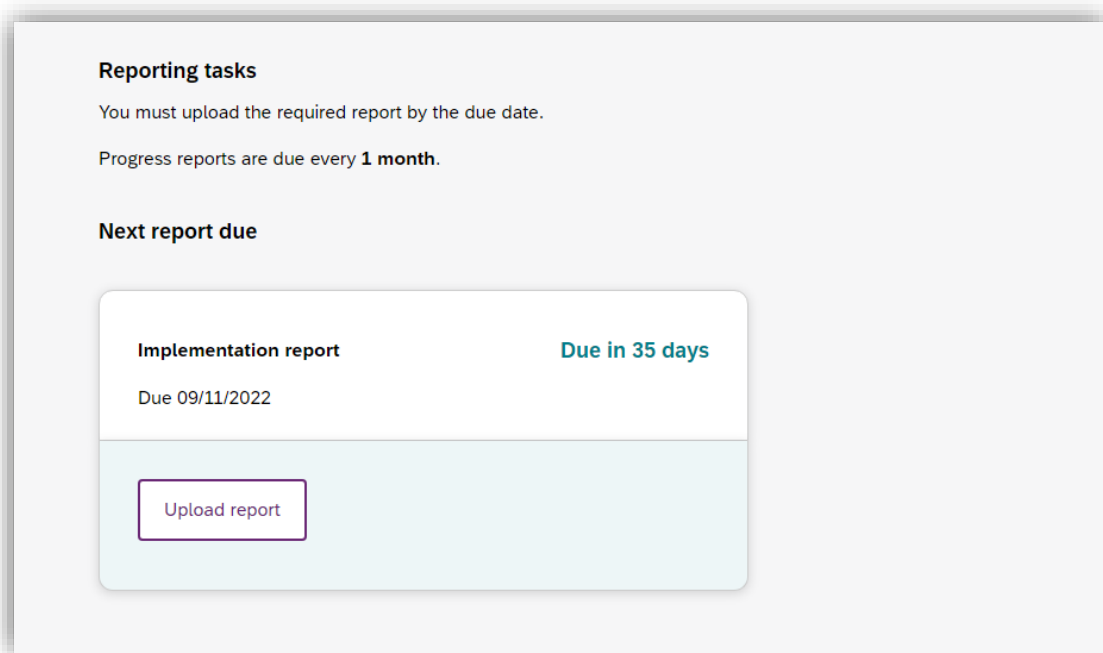 Reporting tasks
You must upload the required report by the due date.
Progress reports are due every 1 month.
Next report due
Implementation report
Due in 35 days
Due 09/11/2022
Upload report